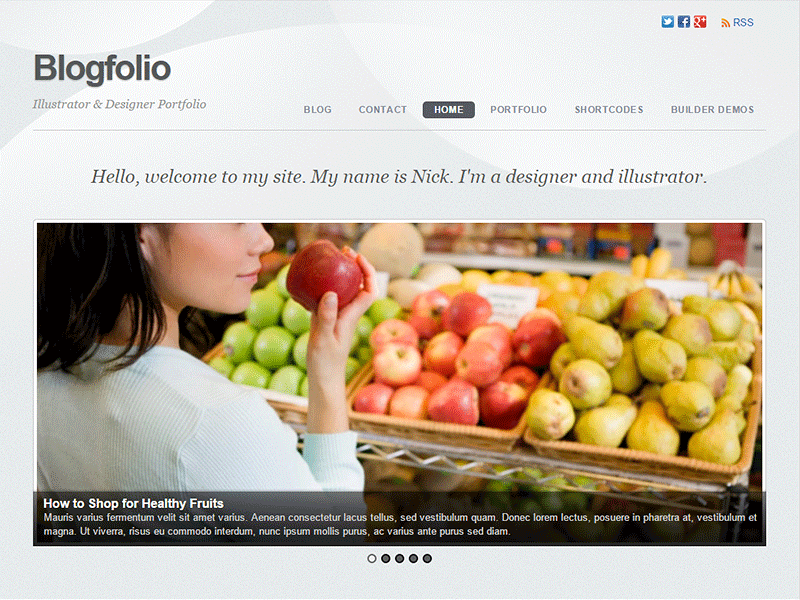 RSS
Blogfolio
Illustrator & Designer Portfolio
BLOG CONTACT HOME PORTFOLIO SHORTCODES BUILDER DEMOS
Hello, welcome to my site. My name is Nick. I'm a designer and illustrator.
How to Shop for Healthy Fruits
Mauris varius fermentum velit sit amet varius. Aenean consectetur lacus tellus, sed vestibulum quam. Donec lorem lectus, posuere in pharetra at, vestibulum et
magna. Ut viverra, risus eu commodo interdum, nunc ipsum mollis purus, ac varius ante purus sed diam.